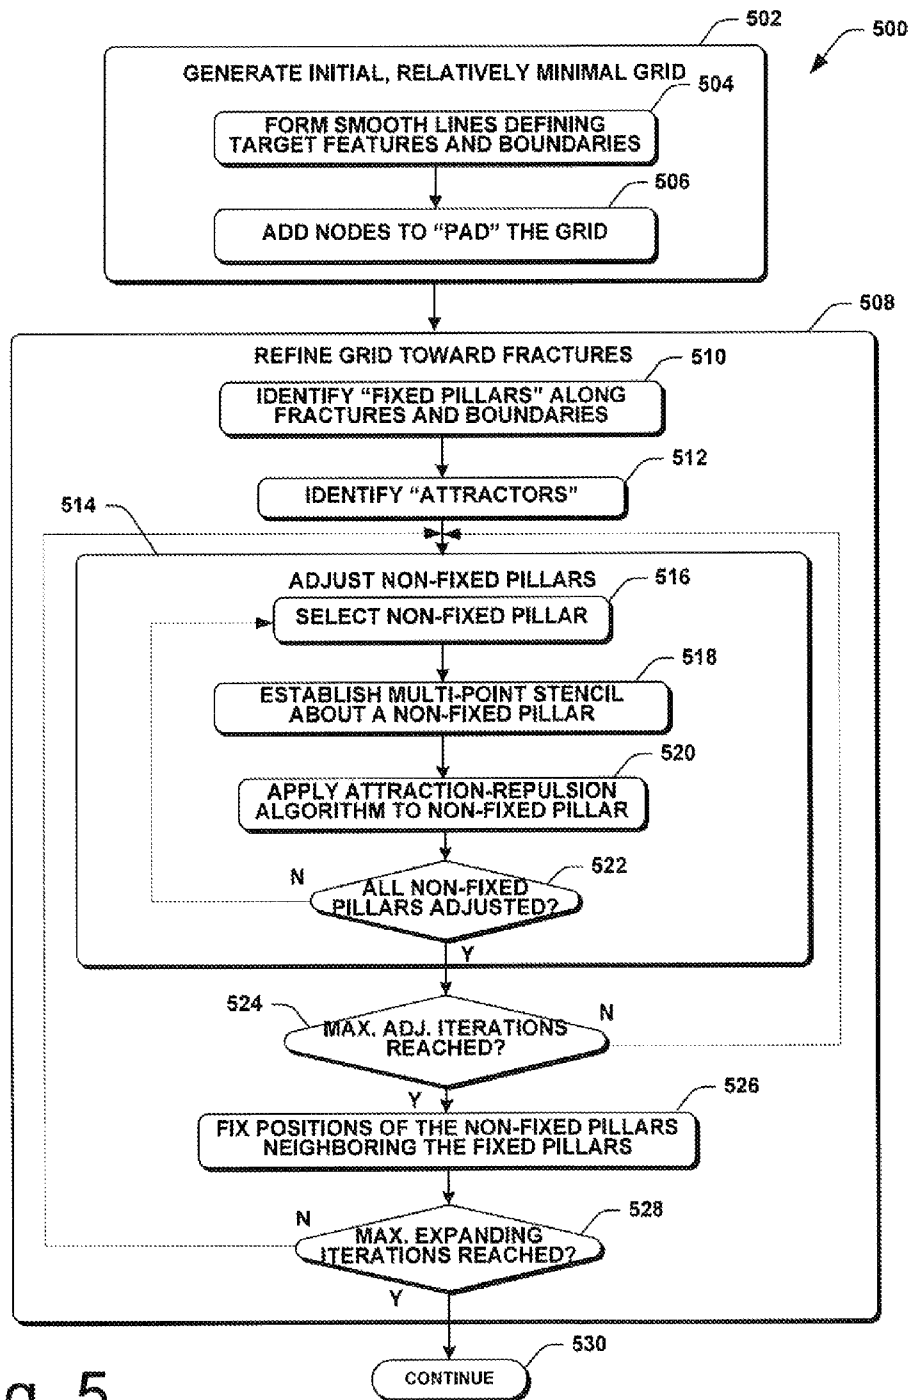 502
500
GENERATE INITIAL, RELATIVELY MINIMAL GRID
504
FORM SMOOTH LINES DEFINING
TARGET FEATURES AND BOUNDARIES
506
ADD NODES TO "PAD" THE GRID
508
REFINE GRID TOWARD FRACTURES
510
IDENTIFY "FIXED PILLARS" ALONG
FRACTURES AND BOUNDARIES
512
IDENTIFY "ATTRACTORS"
514
ADJUST NON-FIXED PILLARS
516
SELECT NON-FIXED PILLAR
518
ESTABLISH MULTI-POINT STENCIL
ABOUT A NON-FIXED PILLAR
520
APPLY ATTRACTION-REPULSION
ALGORITHM TO NON-FIXED PILLAR
N
522
ALL NON-FIXED
PILLARS ADJUSTED?
Y
524
N
MAX. ADJ. ITERATIONS
REACHED?
Y
526
FIX POSITIONS OF THE NON-FIXED PILLARS
NEIGHBORING THE FIXED PILLARS
N
528
MAX. EXPANDING
ITERATIONS REACHED?
Y
530
CONTINUE
g. 5